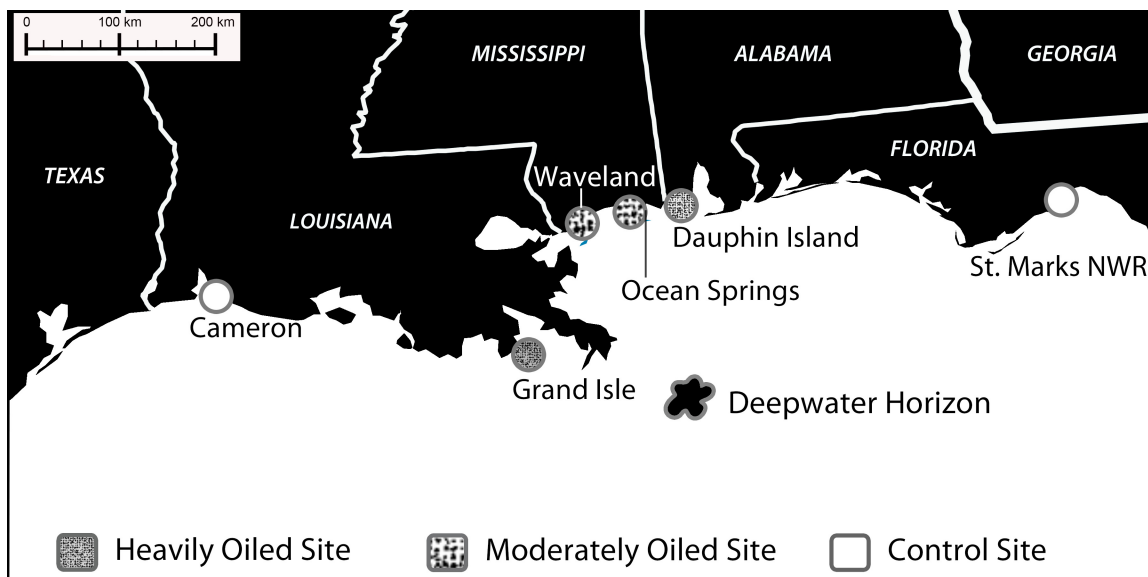 0 100 km 200 km
MISSISSIPPI
ALABAMA
GEORGIA
FLORIDA
TEXAS
Waveland
LOUISIANA
Dauphin Island
St. Marks NWR
Ocean Springs
Cameron
Grand Isle
Deepwater Horizon
Heavily Oiled Site
Moderately Oiled Site
Control Site